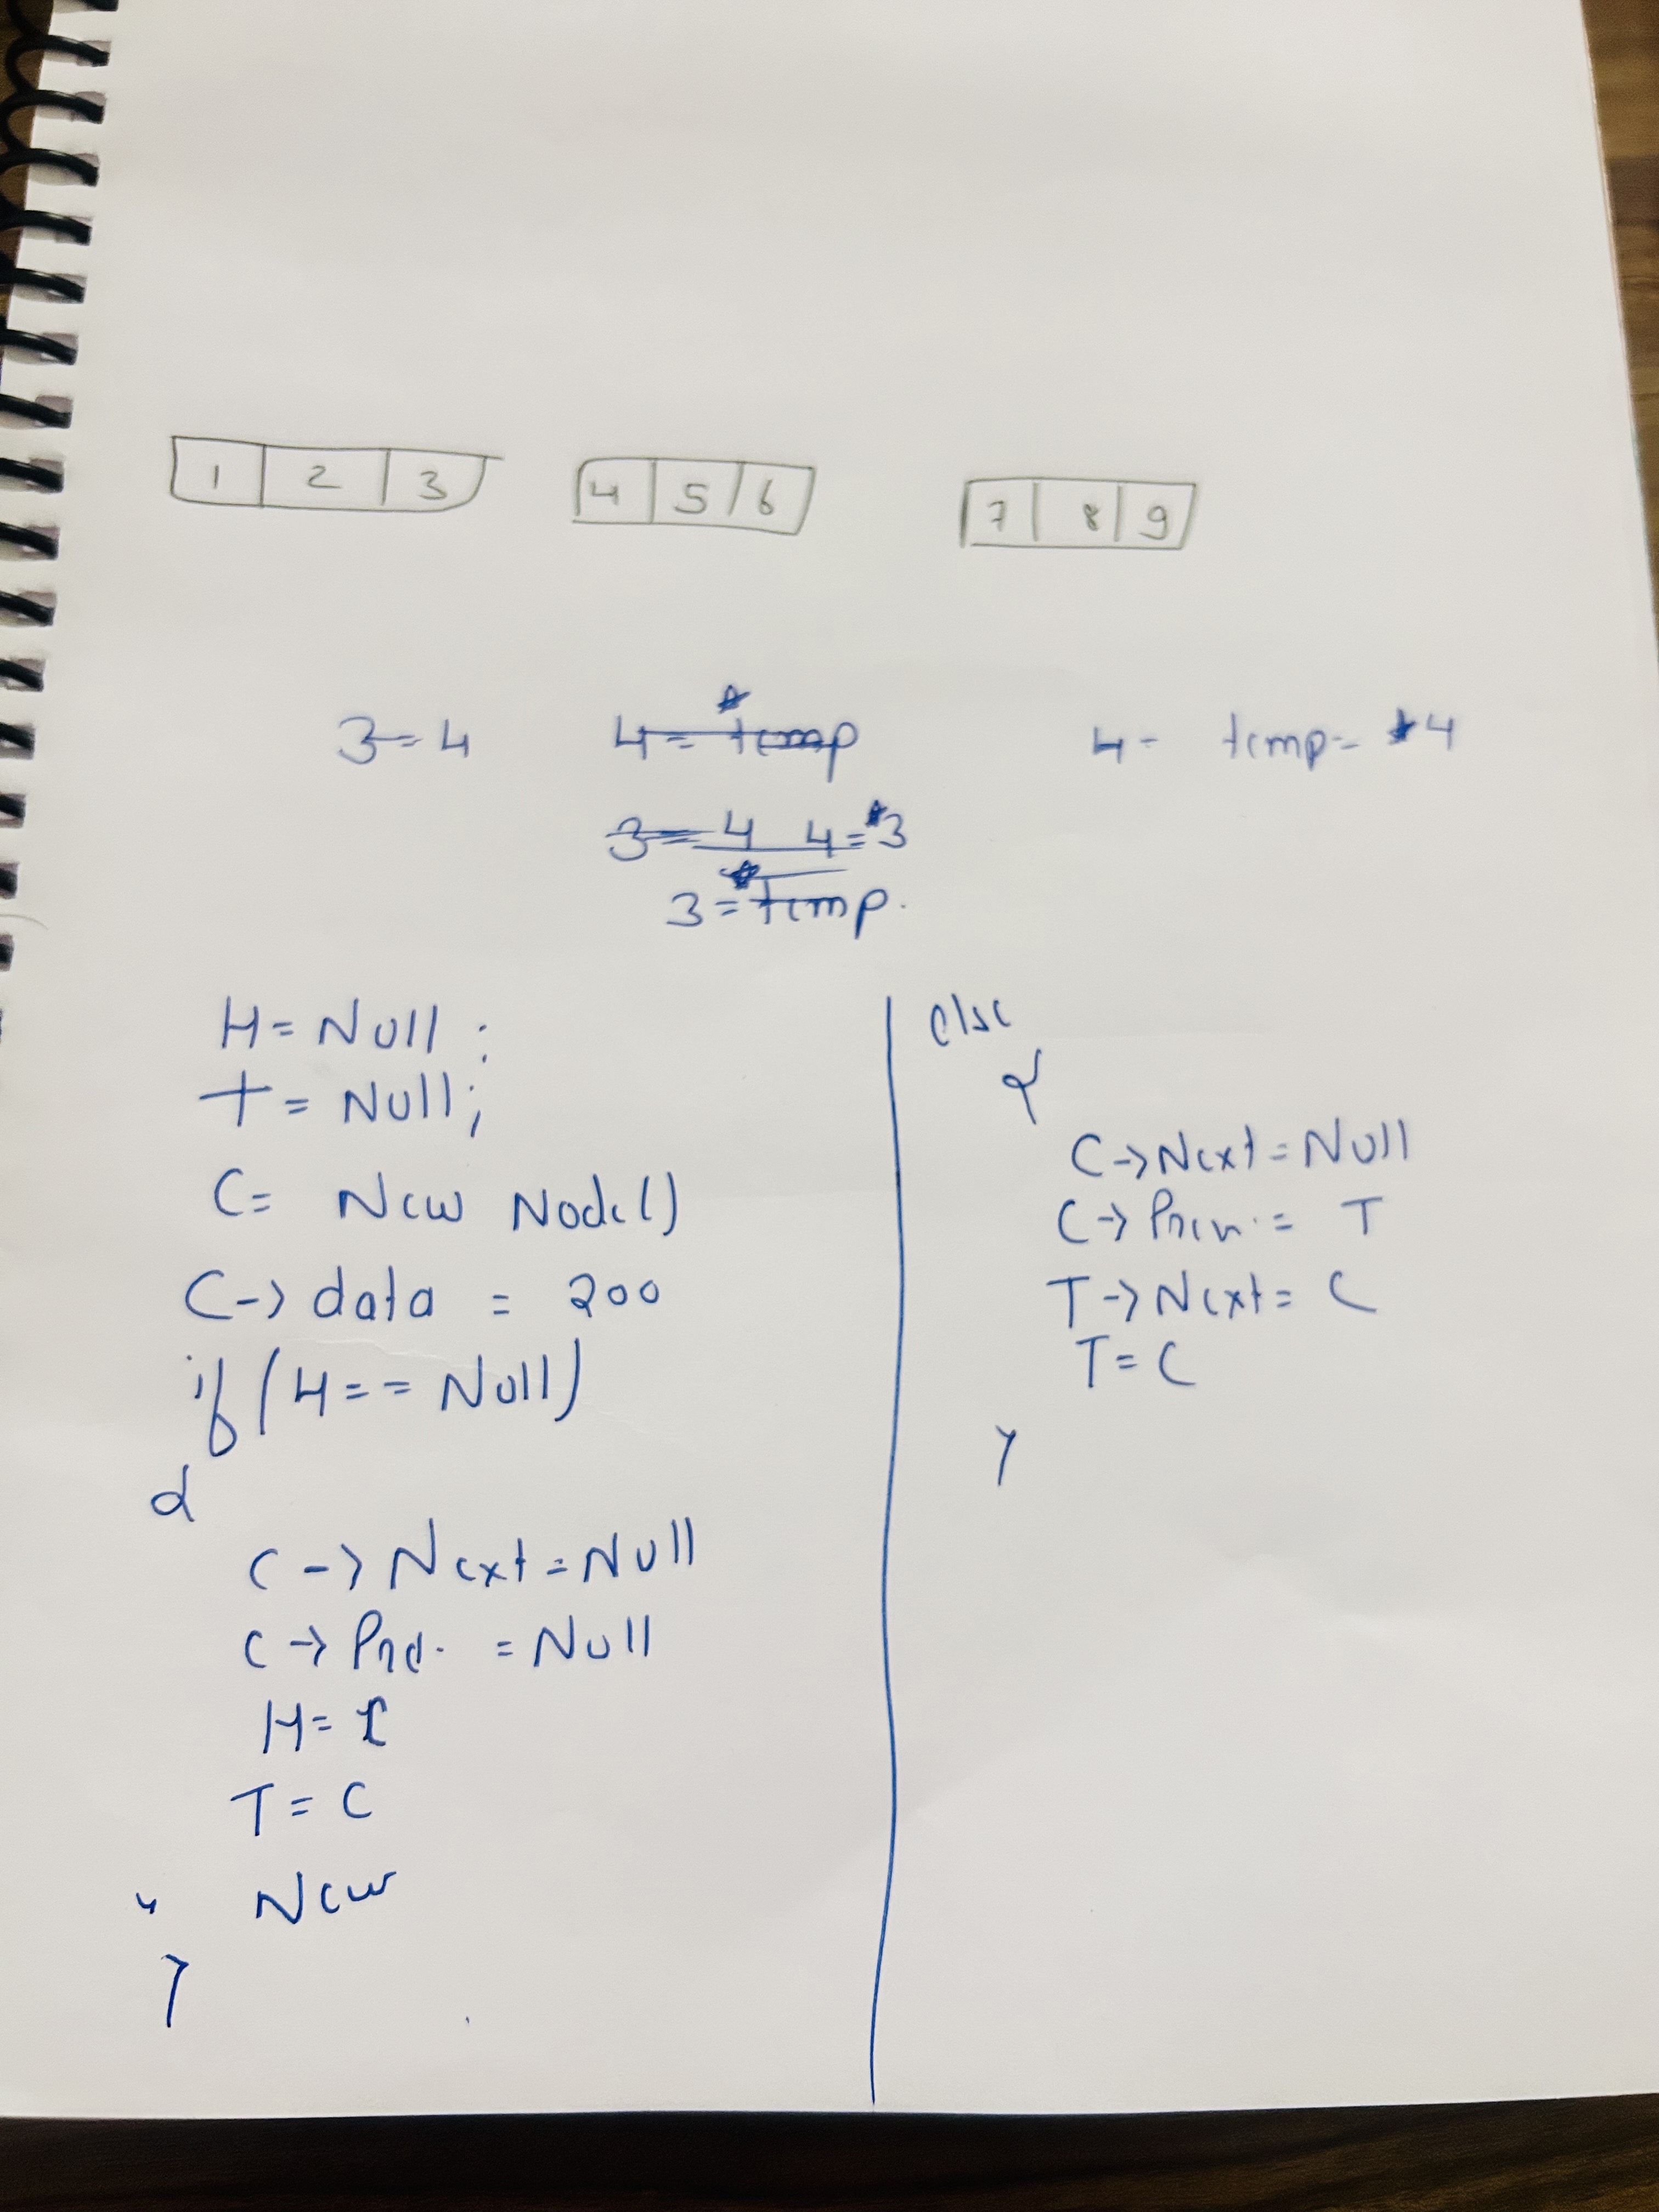 1 2 3 4 5 6 7 8 9
3=4 4=*temp 4= temp=*4
3=4 4=*3
3=*temp.
H=Null;
T=Null;
C= New Node()
C->data = 200
if(H==Null)
{
C->Next=Null
C-> = Null
H=C
T=C
New
}
else
{
C->Next=Null
C-> = T
T->Next=C
T=C
}